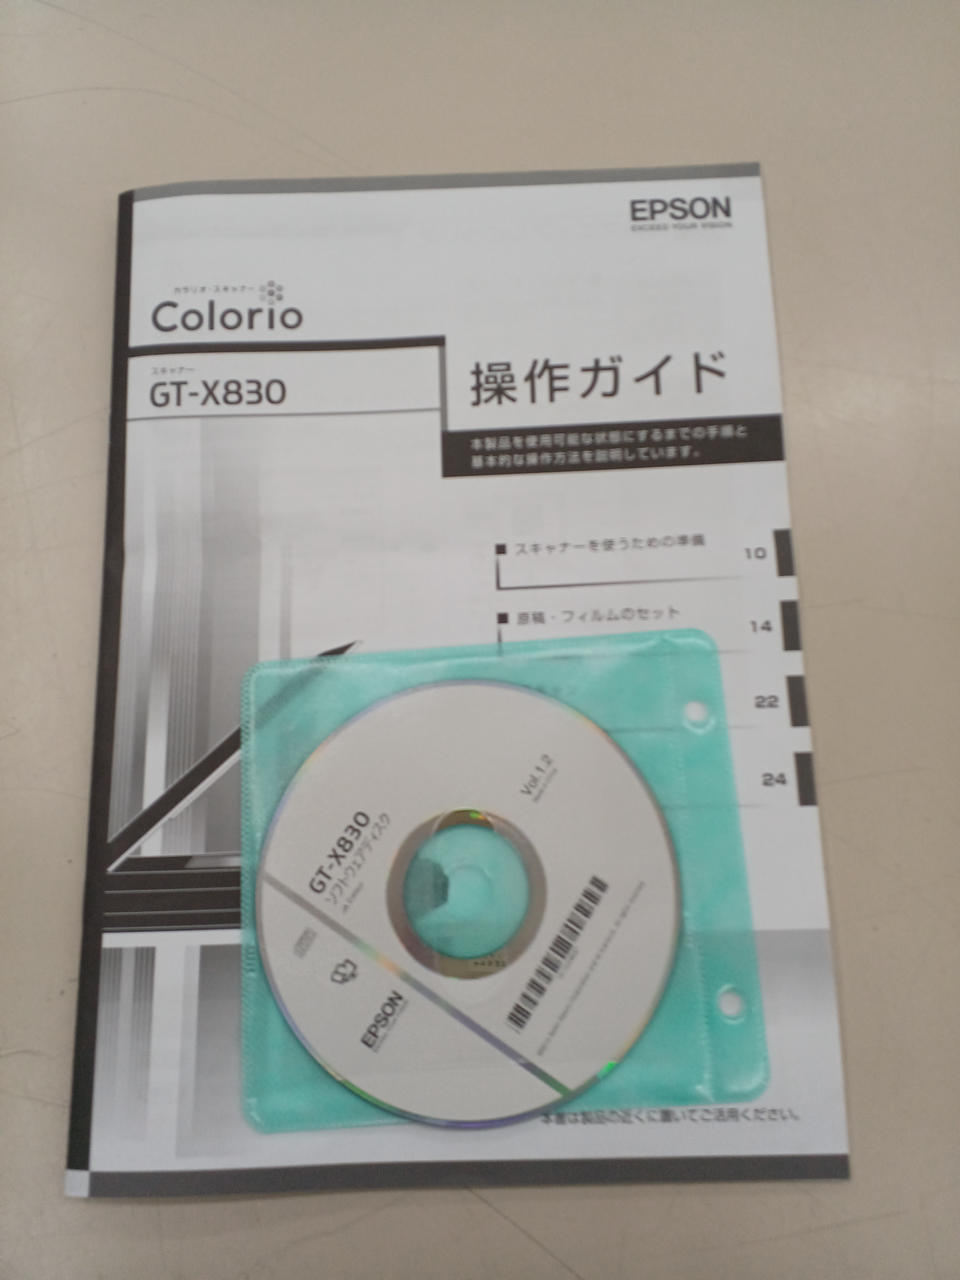 EPSON
EXCEED YOUR VISION
カラリオ・スキャナー
Colorio
スキャナー
GT-X830
操作ガイド
本製品を使用可能な状態にするまでの手順と
基本的な操作方法を説明しています。
スキャナーを使うための準備
10
原稿・フィルムのセット
14
22
24
GT-X830
ソフトウェアディスク
Vol.1.2
EPSON
本書は製品の近くに置いてご活用ください。